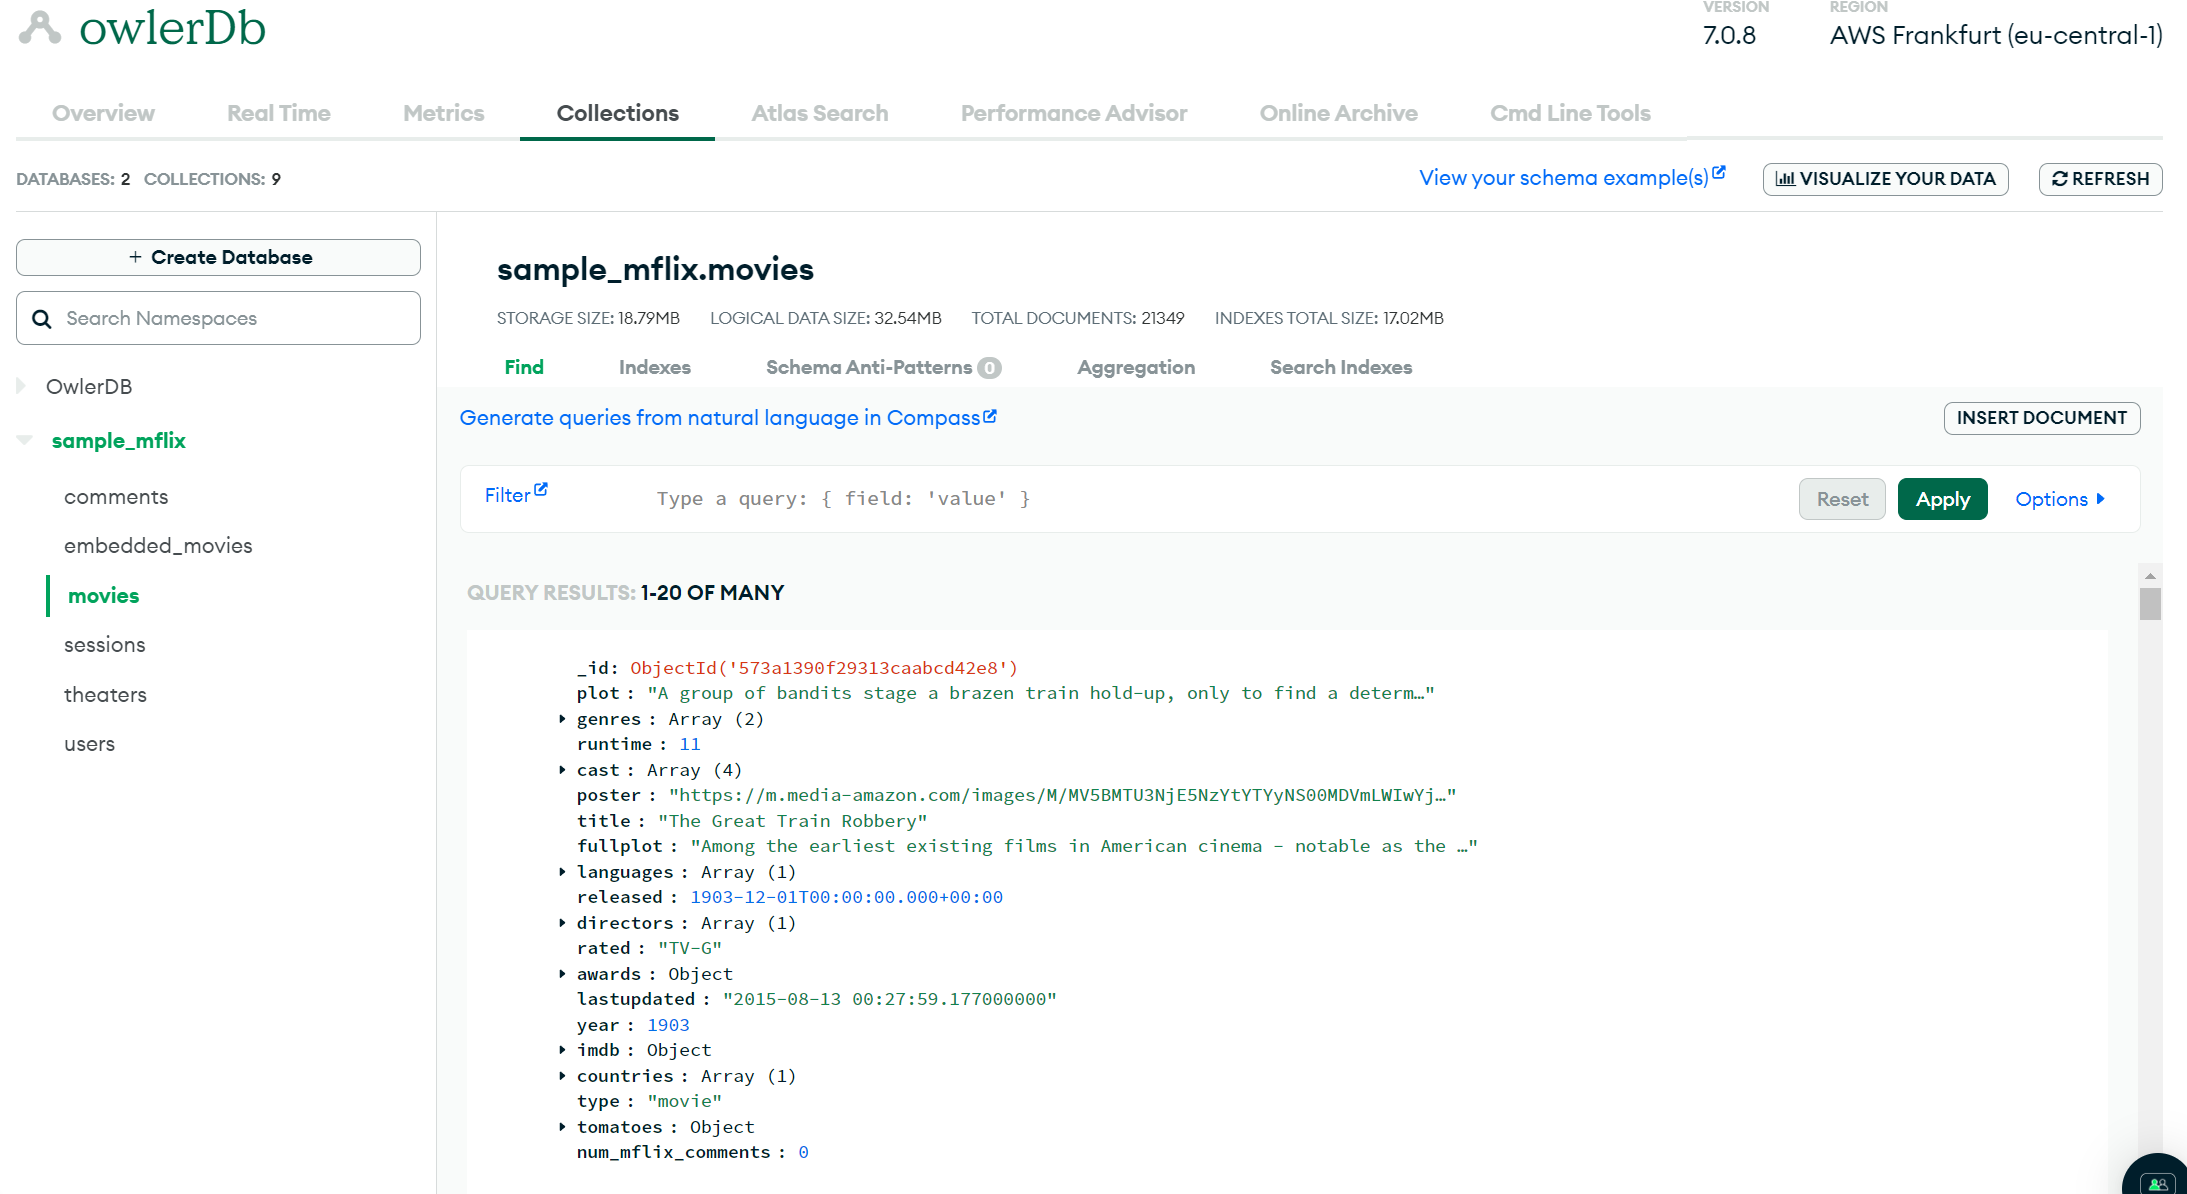 owlerDb
VERSION
7.0.8
REGION
AWS Frankfurt (eu-central-1)
Overview Real Time Metrics Collections Atlas Search Performance Advisor Online Archive Cmd Line Tools
DATABASES: 2 COLLECTIONS: 9
View your schema example(s)
VISUALIZE YOUR DATA
REFRESH
+ Create Database
Search Namespaces
OwlerDB
sample_mflix
comments
embedded_movies
movies
sessions
theaters
users
sample_mflix.movies
STORAGE SIZE: 18.79MB LOGICAL DATA SIZE: 32.54MB TOTAL DOCUMENTS: 21349 INDEXES TOTAL SIZE: 17.02MB
Find Indexes Schema Anti-Patterns 0 Aggregation Search Indexes
Generate queries from natural language in Compass
INSERT DOCUMENT
Filter Type a query: { field: 'value' } Reset Apply Options
QUERY RESULTS: 1-20 OF MANY
_id: ObjectId('573a1390f29313caabcd42e8')
plot : "A group of bandits stage a brazen train hold-up, only to find a determ…"
genres : Array (2)
runtime : 11
cast : Array (4)
poster : "https://m.media-amazon.com/images/M/MV5BMTU3NjE5NzYtYTYyNS00MDVmLWIwYj…"
title : "The Great Train Robbery"
fullplot : "Among the earliest existing films in American cinema - notable as the …"
languages : Array (1)
released : 1903-12-01T00:00:00.000+00:00
directors : Array (1)
rated : "TV-G"
awards : Object
lastupdated : "2015-08-13 00:27:59.177000000"
year : 1903
imdb : Object
countries : Array (1)
type : "movie"
tomatoes : Object
num_mflix_comments : 0